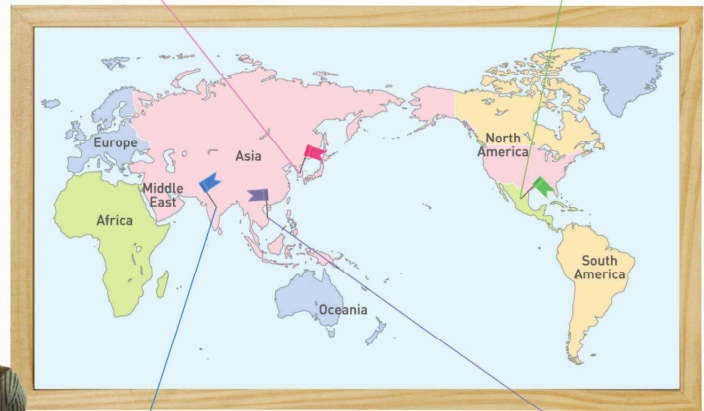 Europe
Asia
North
America
Middle
East
Africa
South
America
Oceania